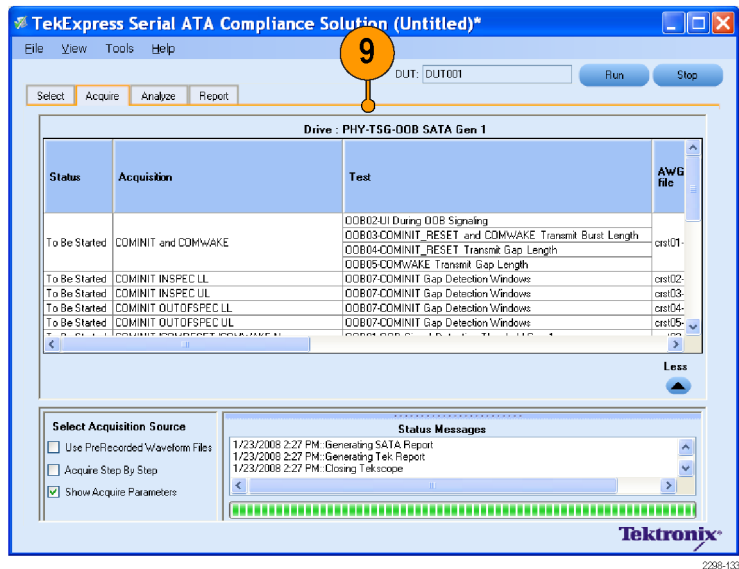 TekExpress Serial ATA Compliance Solution (Untitled)*
File View Tools Help
9
DUT: DUT001 Run Stop
Select Acquire Analyze Report
Drive : PHY-TSG-OOB SATA Gen 1
Status Acquisition Test AWG file
To Be Started COMINIT and COMWAKE
OOB02-UI During OOB Signaling
OOB03-COMINIT_RESET and COMWAKE Transmit Burst Length
OOB04-COMINIT_RESET Transmit Gap Length
OOB05-COMWAKE Transmit Gap Length
crst01-
To Be Started COMINIT INSPEC LL OOB07-COMINIT Gap Detection Windows crst02-
To Be Started COMINIT INSPEC UL OOB07-COMINIT Gap Detection Windows crst03-
To Be Started COMINIT OUTOFSPEC LL OOB07-COMINIT Gap Detection Windows crst04-
To Be Started COMINIT OUTOFSPEC UL OOB07-COMINIT Gap Detection Windows crst05-
Less
Select Acquisition Source
Use PreRecorded Waveform Files
Acquire Step By Step
Show Acquire Parameters
Status Messages
1/23/2008 2:27 PM::Generating SATA Report
1/23/2008 2:27 PM::Generating Tek Report
1/23/2008 2:27 PM::Closing Tekscope
Tektronix
2298-133